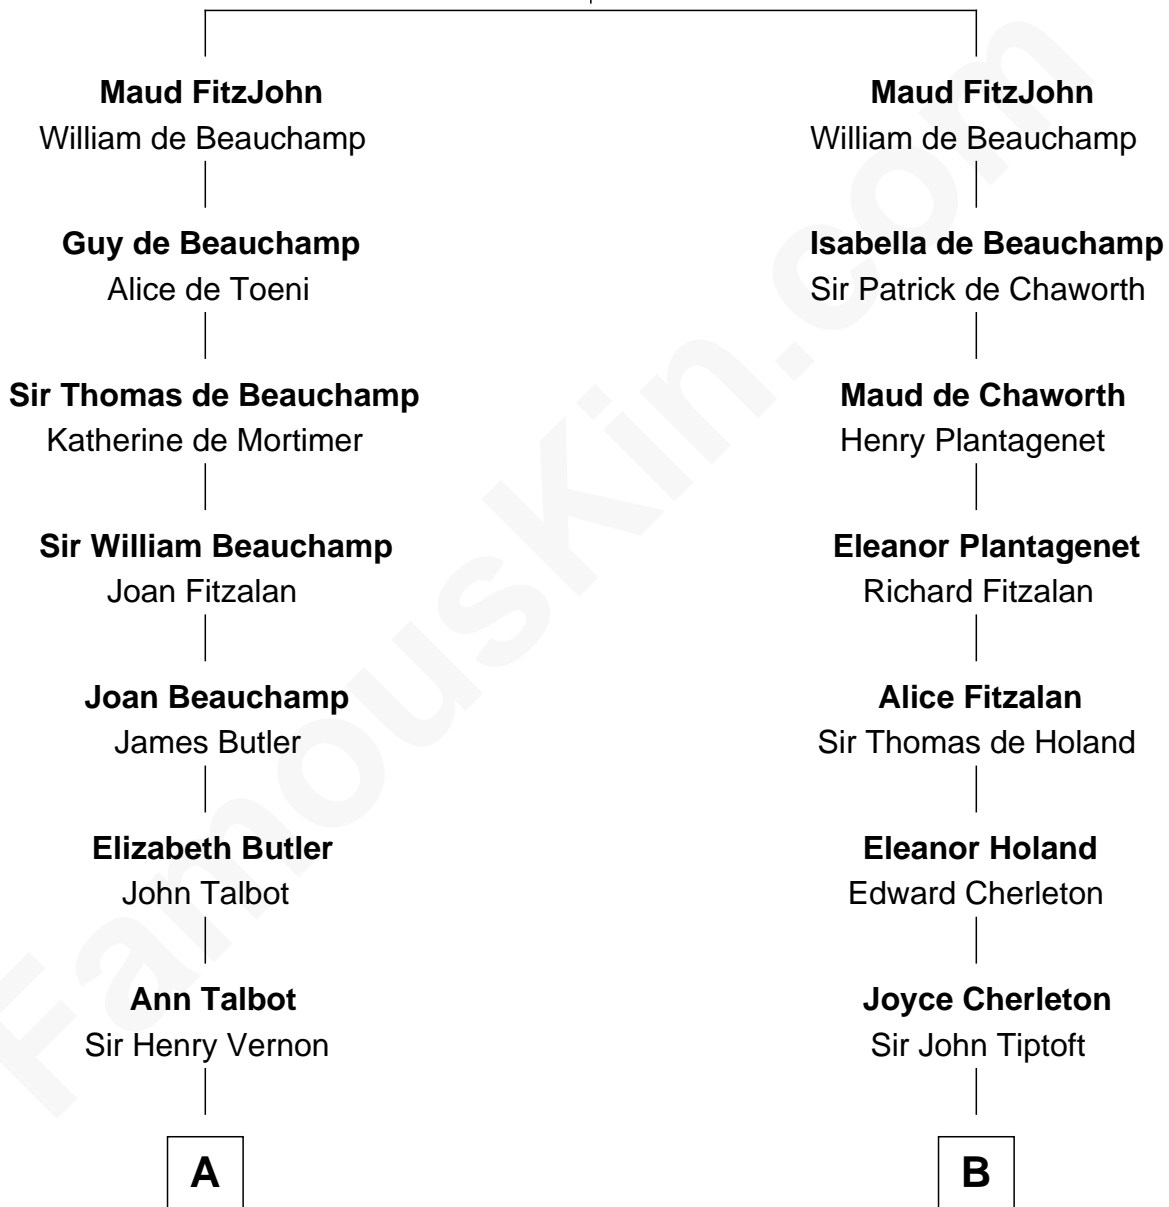 Maud FitzJohn
William de Beauchamp
Maud FitzJohn
William de Beauchamp
Guy de Beauchamp
Alice de Toeni
Isabella de Beauchamp
Sir Patrick de Chaworth
Sir Thomas de Beauchamp
Katherine de Mortimer
Maud de Chaworth
Henry Plantagenet
Sir William Beauchamp
Joan Fitzalan
Eleanor Plantagenet
Richard Fitzalan
Joan Beauchamp
James Butler
Alice Fitzalan
Sir Thomas de Holand
Elizabeth Butler
John Talbot
Eleanor Holand
Edward Cherleton
Ann Talbot
Sir Henry Vernon
Joyce Cherleton
Sir John Tiptoft
A
B
FamousKin.com